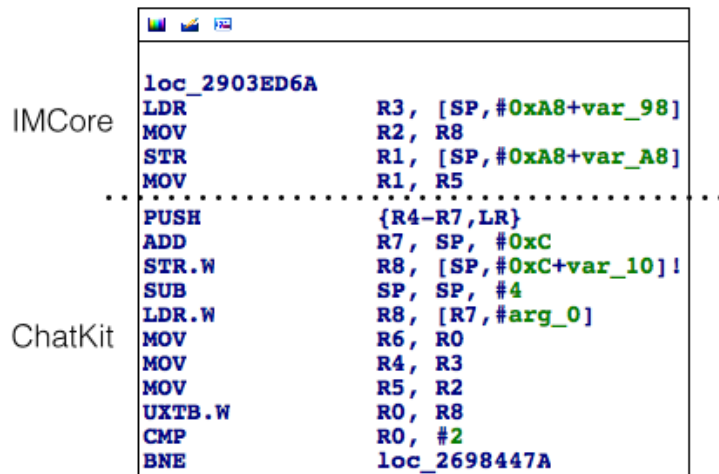 loc_2903ED6A
IMCore
LDR R3, [SP,#0xA8+var_98]
MOV R2, R8
STR R1, [SP,#0xA8+var_A8]
MOV R1, R5
ChatKit
PUSH {R4-R7,LR}
ADD R7, SP, #0xC
STR.W R8, [SP,#0xC+var_10]!
SUB SP, SP, #4
LDR.W R8, [R7,#arg_0]
MOV R6, R0
MOV R4, R3
MOV R5, R2
UXTB.W R0, R8
CMP R0, #2
BNE loc_2698447A